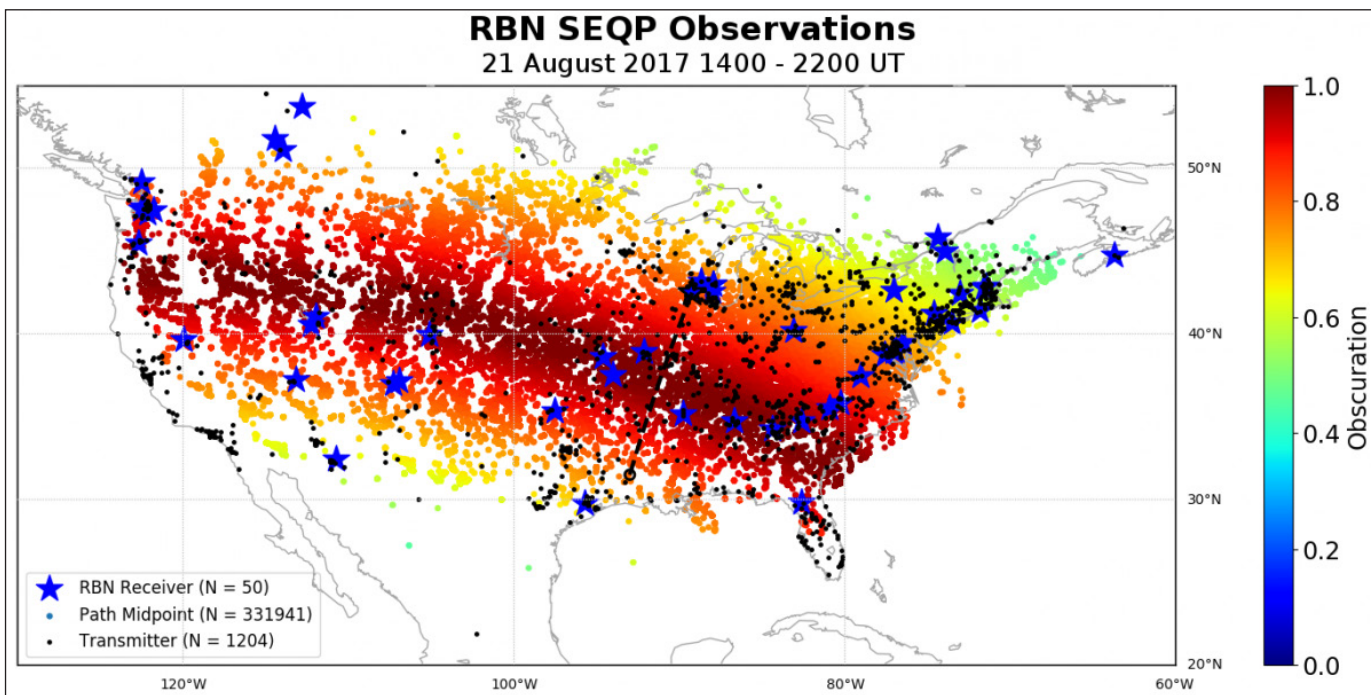 RBN SEQP Observations
21 August 2017 1400 - 2200 UT
50°N
40°N
30°N
20°N
120°W
100°W
80°W
60°W
RBN Receiver (N = 50)
Path Midpoint (N = 331941)
Transmitter (N = 1204)
1.0
0.8
0.6
0.4
0.2
0.0
Obscuration